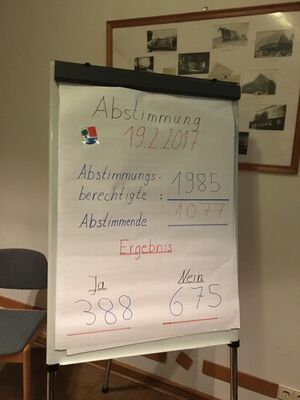 Abstimmung
19.2.2017
Abstimmungs-
berechtigte : 1985
Abstimmende 1077
Ergebnis
Ja Nein
388 675